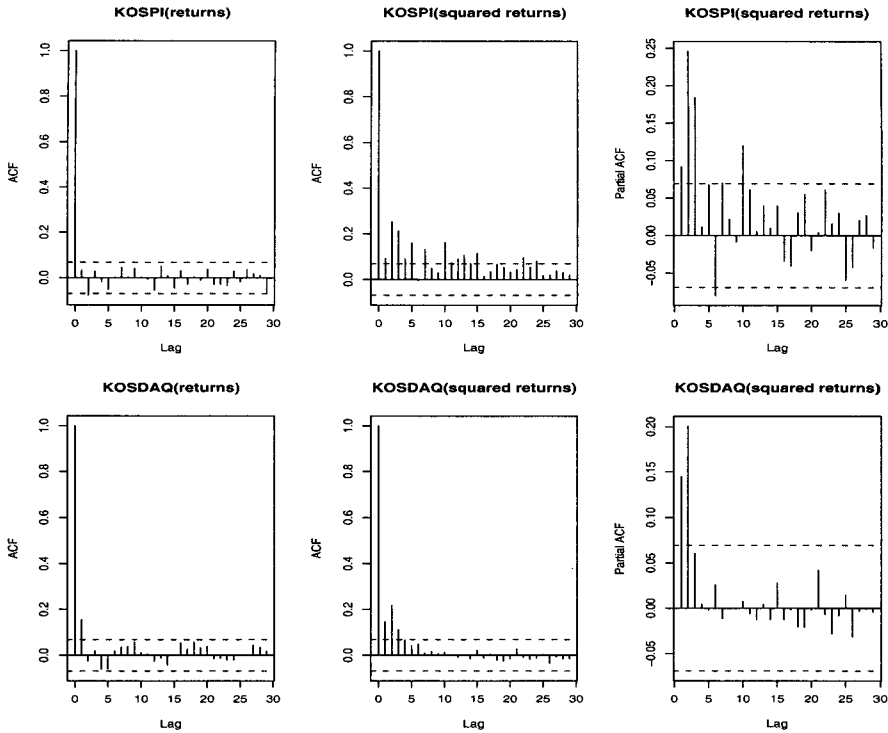 KOSPI(returns)
ACF
1.0
0.8
0.6
0.4
0.2
0.0
0 5 10 15 20 25 30
Lag
KOSPI(squared returns)
ACF
1.0
0.8
0.6
0.4
0.2
0.0
0 5 10 15 20 25 30
Lag
KOSPI(squared returns)
Partial ACF
0.25
0.20
0.15
0.10
0.05
0.00
-0.05
0 5 10 15 20 25 30
Lag
KOSDAQ(returns)
ACF
1.0
0.8
0.6
0.4
0.2
0.0
0 5 10 15 20 25 30
Lag
KOSDAQ(squared returns)
ACF
1.0
0.8
0.6
0.4
0.2
0.0
0 5 10 15 20 25 30
Lag
KOSDAQ(squared returns)
Partial ACF
0.20
0.15
0.10
0.05
0.00
-0.05
0 5 10 15 20 25 30
Lag